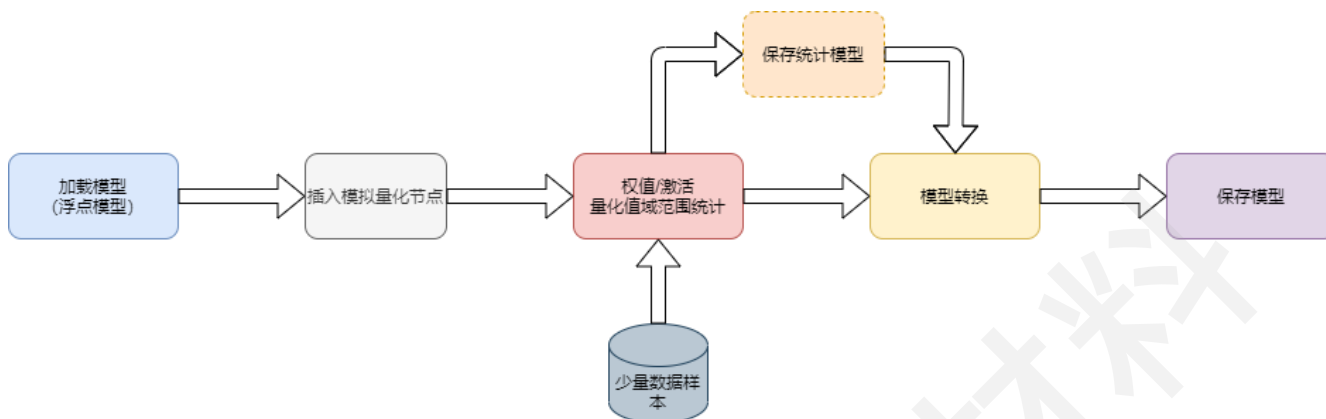 保存统计模型
加载模型
(浮点模型)
插入模拟量化节点
权值/激活
量化值域范围统计
模型转换
保存模型
少量数据样
本
材料